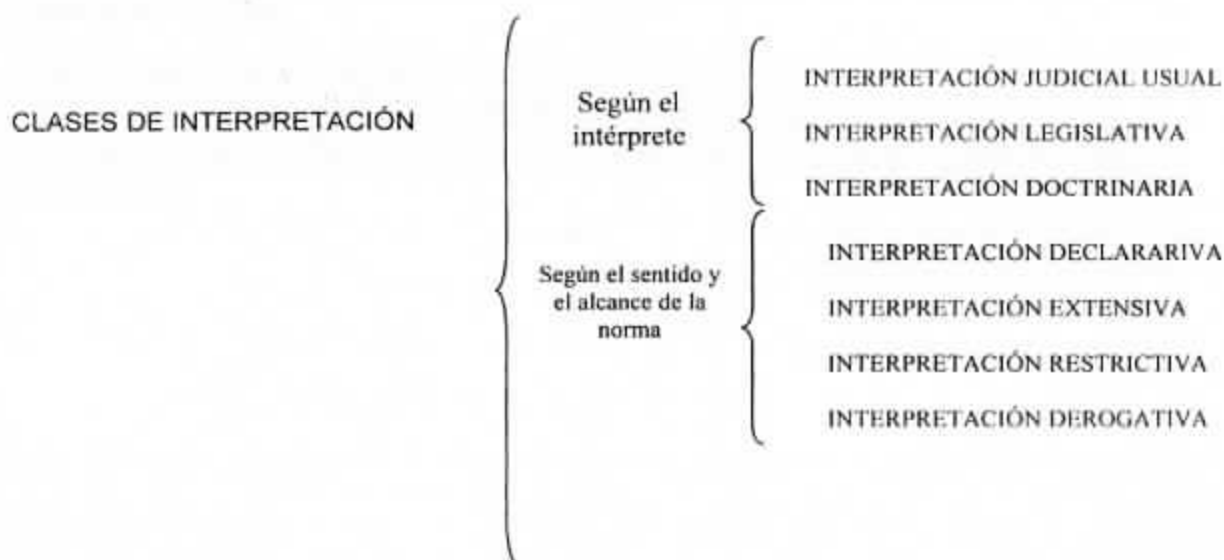 CLASES DE INTERPRETACIÓN
Según el
intérprete
INTERPRETACIÓN JUDICIAL USUAL
INTERPRETACIÓN LEGISLATIVA
INTERPRETACIÓN DOCTRINARIA
Según el sentido y
el alcance de la
norma
INTERPRETACIÓN DECLARARIVA
INTERPRETACIÓN EXTENSIVA
INTERPRETACIÓN RESTRICTIVA
INTERPRETACIÓN DEROGATIVA